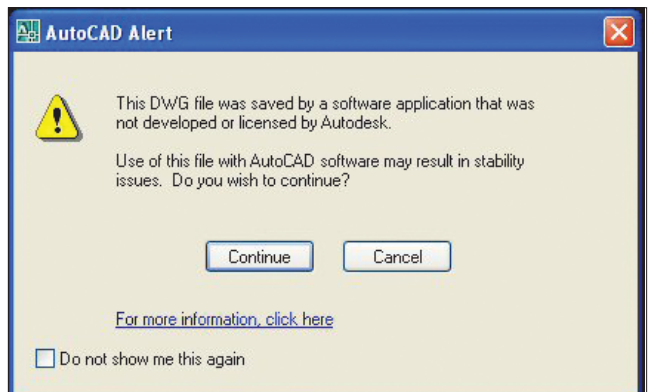 AutoCAD Alert
This DWG file was saved by a software application that was
not developed or licensed by Autodesk.
Use of this file with AutoCAD software may result in stability
issues.  Do you wish to continue?
Continue
Cancel
For more information, click here
Do not show me this again